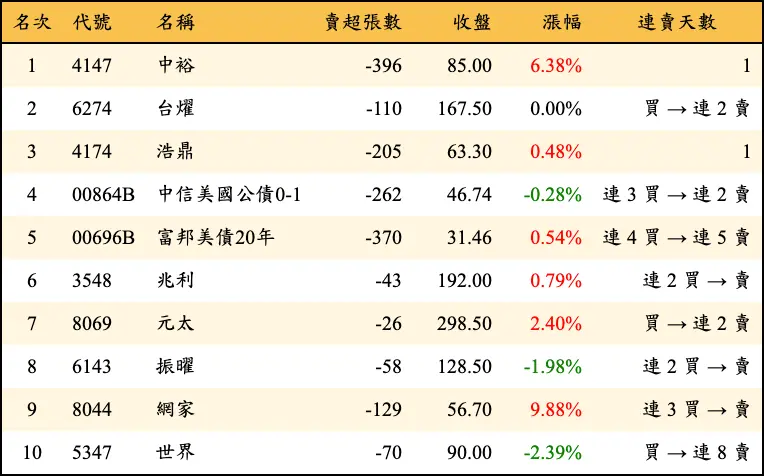 名次 代號 名稱 賣超張數 收盤 漲幅 連賣天數
1 4147 中裕 -396 85.00 6.38% 1
2 6274 台燿 -110 167.50 0.00% 買 → 連 2 賣
3 4174 浩鼎 -205 63.30 0.48% 1
4 00864B 中信美國公債0-1 -262 46.74 -0.28% 連 3 買 → 連 2 賣
5 00696B 富邦美債20年 -370 31.46 0.54% 連 4 買 → 連 5 賣
6 3548 兆利 -43 192.00 0.79% 連 2 買 → 賣
7 8069 元太 -26 298.50 2.40% 買 → 連 2 賣
8 6143 振曜 -58 128.50 -1.98% 連 2 買 → 賣
9 8044 網家 -129 56.70 9.88% 連 3 買 → 賣
10 5347 世界 -70 90.00 -2.39% 買 → 連 8 賣